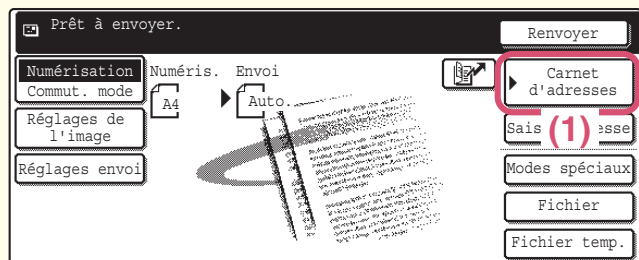 Prêt à envoyer.
Renvoyer
Numérisation
Commut. mode
Numéris.
Envoi
A4
Auto.
Carnet
d'adresses
Réglages de
l'image
(1)
Réglages envoi
Modes spéciaux
Fichier
Fichier temp.